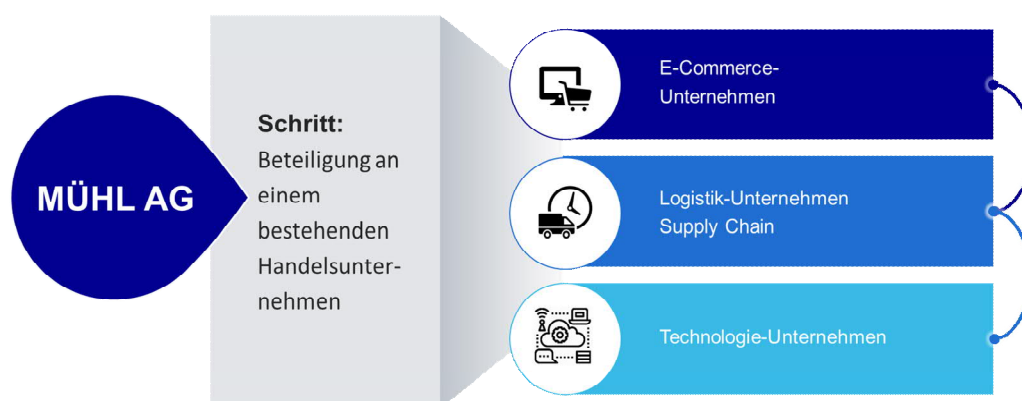 MÜHL AG
Schritt:
Beteiligung an
einem
bestehenden
Handelsunter-
nehmen
E-Commerce-
Unternehmen
Logistik-Unternehmen
Supply Chain
Technologie-Unternehmen